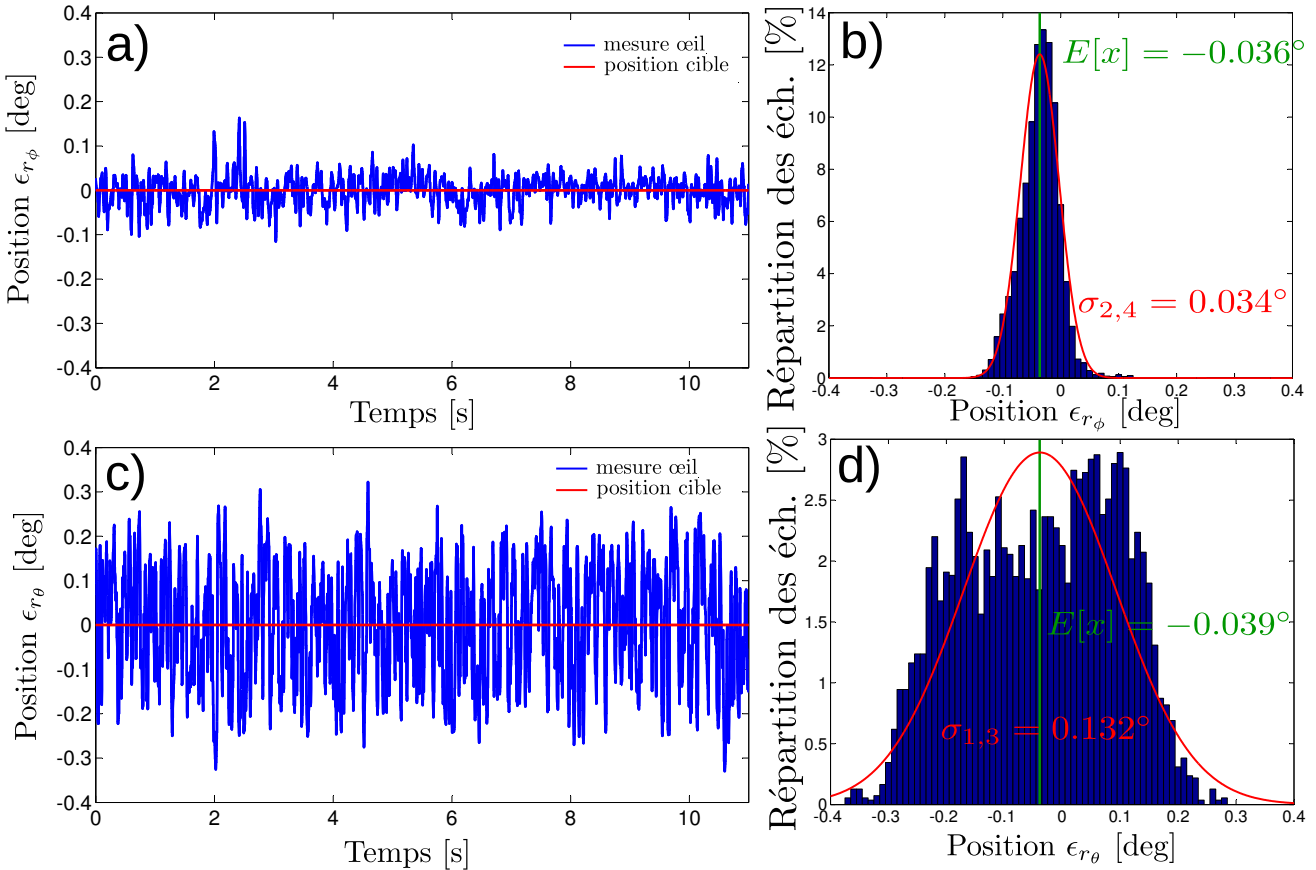 a)
mesure œil
position cible
0.4
0.3
0.2
0.1
0
-0.1
-0.2
-0.3
-0.4
Position ϵ_{r_ϕ} [deg]
0 2 4 6 8 10
Temps [s]
b)
E[x] = −0.036°
σ_{2,4} = 0.034°
14
12
10
8
6
4
2
0
Répartition des éch. [%]
-0.4 -0.3 -0.2 -0.1 0 0.1 0.2 0.3 0.4
Position ϵ_{r_ϕ} [deg]
c)
mesure œil
position cible
0.4
0.3
0.2
0.1
0
-0.1
-0.2
-0.3
-0.4
Position ϵ_{r_θ} [deg]
0 2 4 6 8 10
Temps [s]
d)
E[x] = −0.039°
σ_{1,3} = 0.132°
3
2.5
2
1.5
1
0.5
0
Répartition des éch. [%]
-0.4 -0.3 -0.2 -0.1 0 0.1 0.2 0.3 0.4
Position ϵ_{r_θ} [deg]